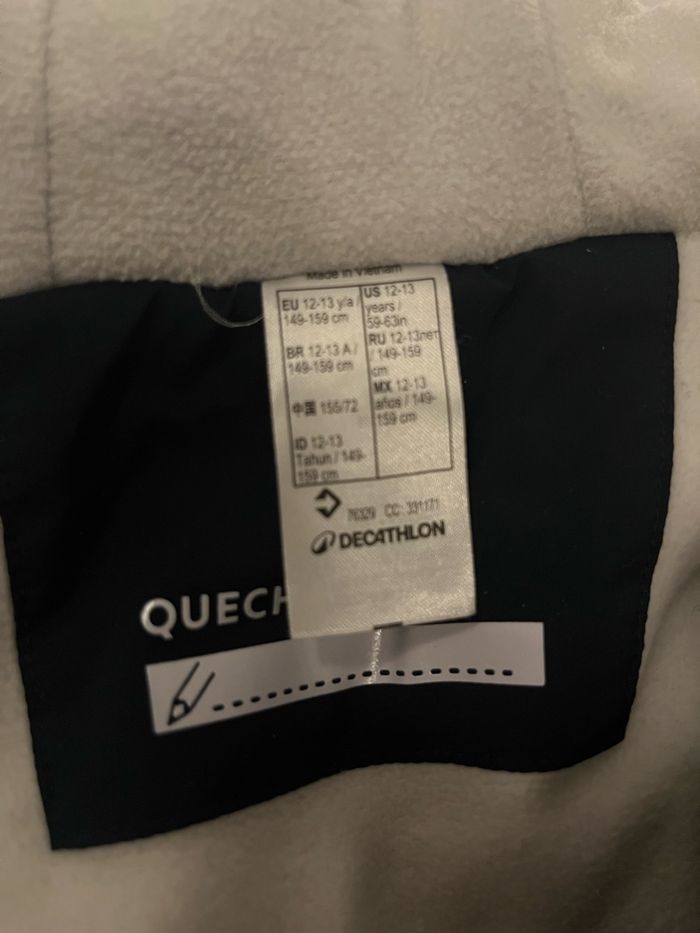 Made in Vietnam
EU 12-13 y/a /
149-159 cm
BR 12-13 A /
149-159 cm
中国 155/72
ID 12-13
Tahun / 149-
159 cm
US 12-13
years /
59-63in
RU 12-13лет
/ 149-159
cm
MX 12-13
años / 149-
159 cm
76329 CC: 331171
DECATHLON
QUECH